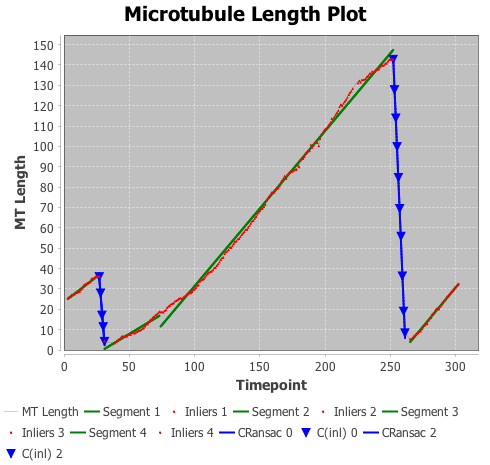 Microtubule Length Plot
MT Length
150
140
130
120
110
100
90
80
70
60
50
40
30
20
10
0
0 50 100 150 200 250 300
Timepoint
MT Length Segment 1 Inliers 1 Segment 2 Inliers 2 Segment 3
Inliers 3 Segment 4 Inliers 4 CRansac 0 C(inl) 0 CRansac 2
C(inl) 2